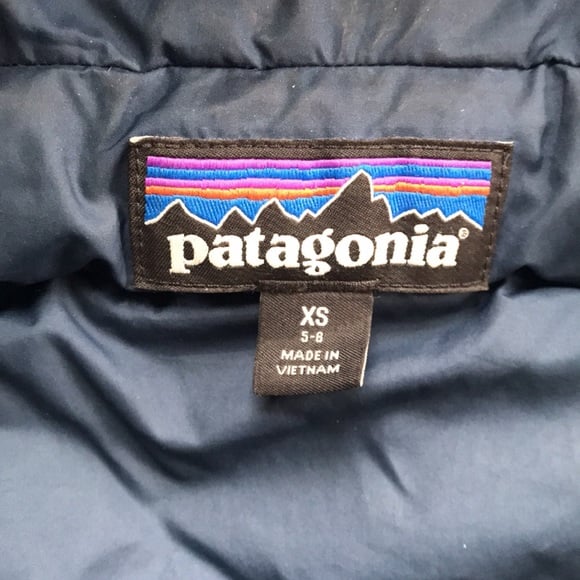 patagonia®
XS
5-6
MADE IN
VIETNAM